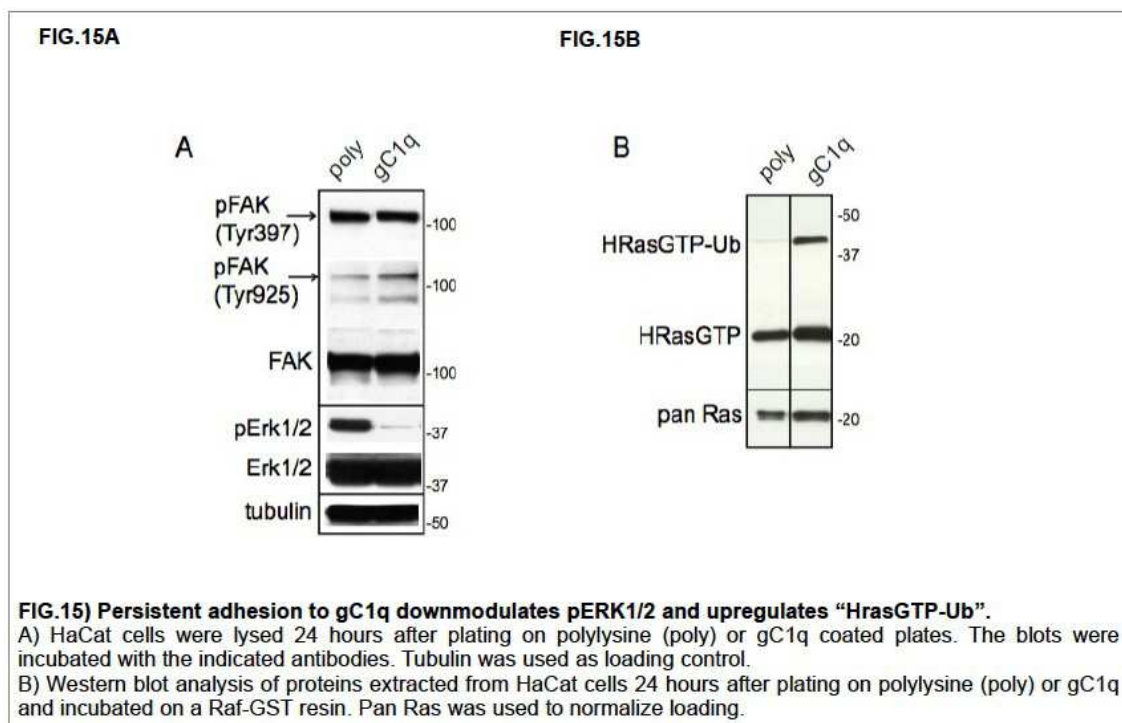 FIG.15A
FIG.15B
A
poly gC1q
pFAK
(Tyr397)
-100
pFAK
(Tyr925)
-100
FAK
-100
pErk1/2
-37
Erk1/2
-37
tubulin
-50
B
poly gC1q
-50
HRasGTP-Ub
-37
HRasGTP
-20
pan Ras
-20
FIG.15) Persistent adhesion to gC1q downmodulates pERK1/2 and upregulates “HrasGTP-Ub”.
A) HaCat cells were lysed 24 hours after plating on polylysine (poly) or gC1q coated plates. The blots were
incubated with the indicated antibodies. Tubulin was used as loading control.
B) Western blot analysis of proteins extracted from HaCat cells 24 hours after plating on polylysine (poly) or gC1q
and incubated on a Raf-GST resin. Pan Ras was used to normalize loading.